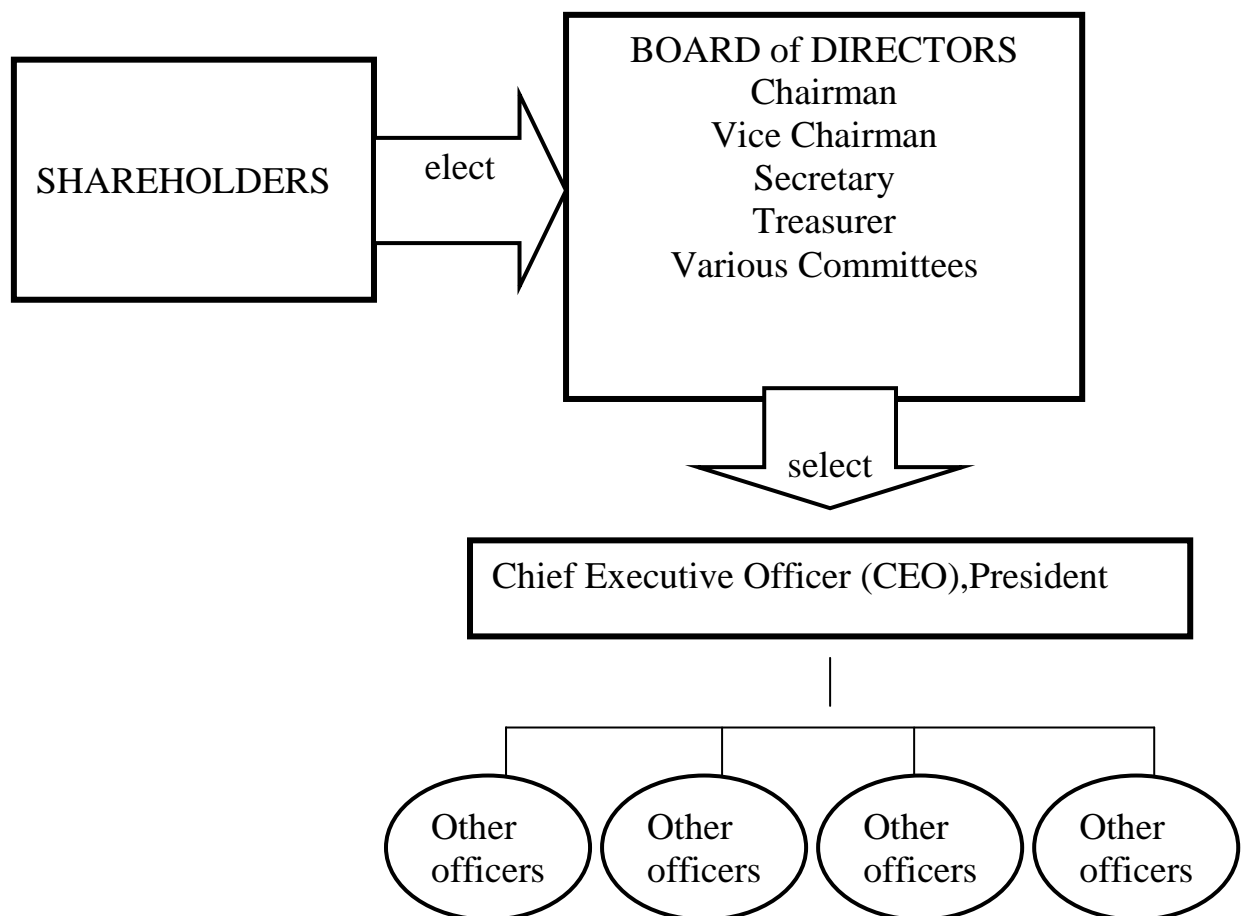 SHAREHOLDERS
elect
BOARD of DIRECTORS
Chairman
Vice Chairman
Secretary
Treasurer
Various Committees
select
Chief Executive Officer (CEO),President
Other
officers
Other
officers
Other
officers
Other
officers